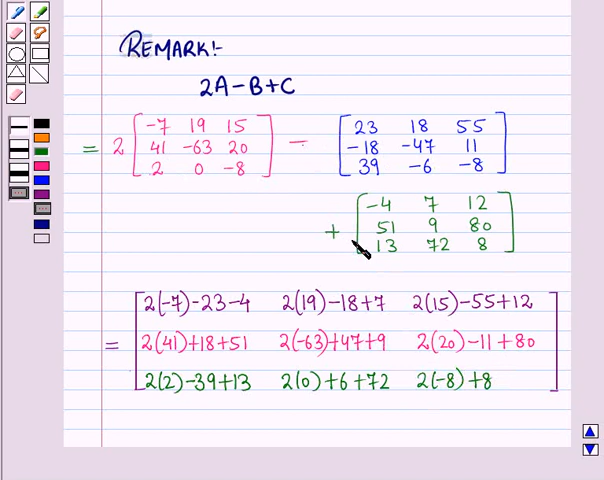 REMARK:-
2A-B+C
= 2 [ -7 19 15 ] - [ 23 18 55 ]
[ 41 -63 20 ] [ -18 -47 11 ]
[ 2 0 -8 ] [ 39 -6 -8 ]
+ [ -4 7 12 ]
[ 51 9 80 ]
[ 13 72 8 ]
= [ 2(-7)-23-4 2(19)-18+7 2(15)-55+12 ]
[ 2(41)+18+51 2(-63)+47+9 2(20)-11+80 ]
[ 2(2)-39+13 2(0)+6+72 2(-8)+8 ]